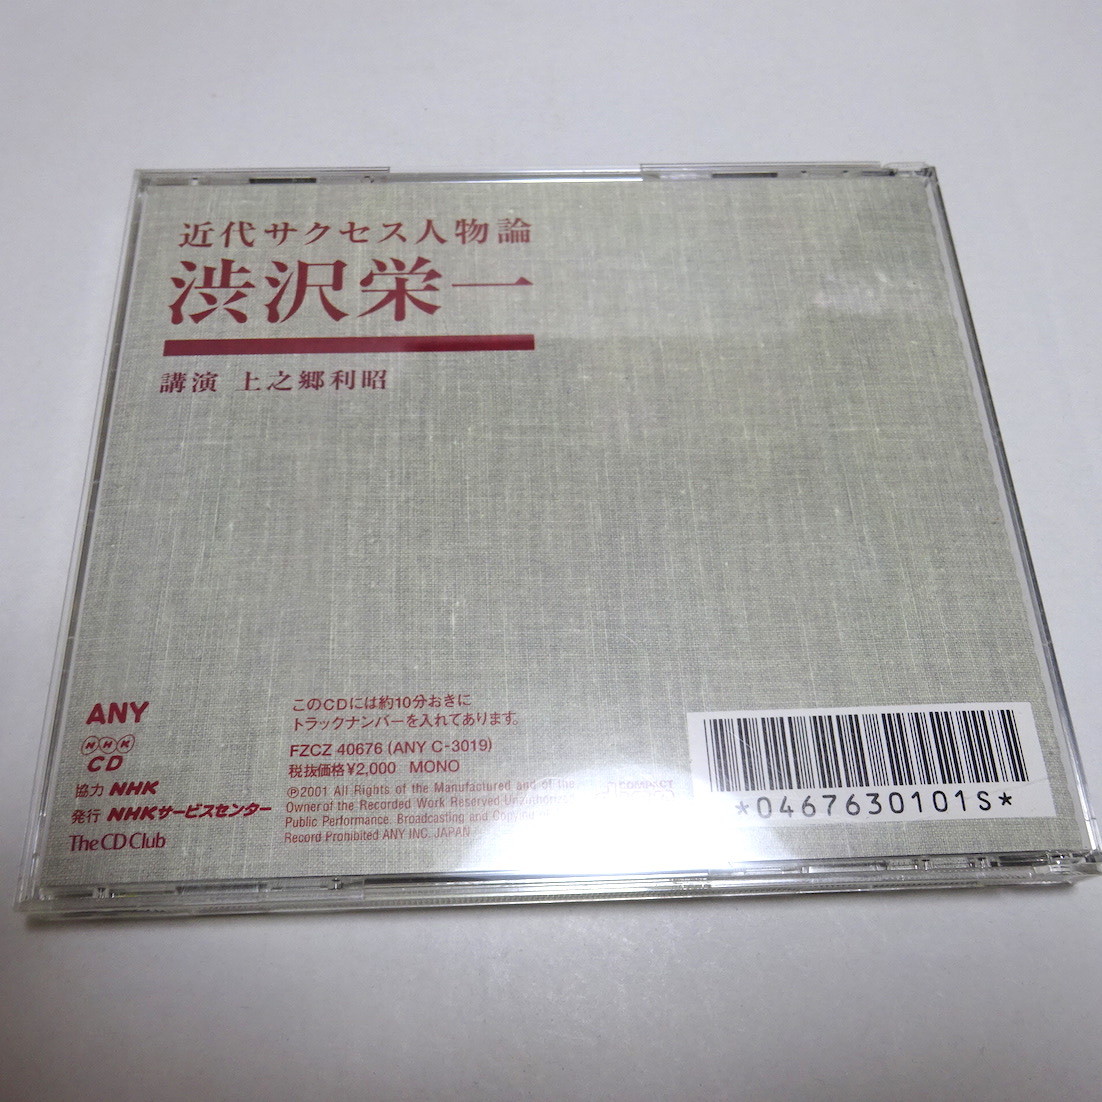 近代サクセス人物論
渋沢栄一
講演 上之郷利昭
ANY
NHK
CD
協力 NHK
発行 NHKサービスセンター
The CD Club
このCDには約10分おきに
トラックナンバーを入れてあります。
FZCZ 40676 (ANY C-3019)
税抜価格¥2,000 MONO
℗2001 All Rights of the Manufactured and of the
Owner of the Recorded Work Reserved Unauthorized
Public Performance. Broadcasting and Copying of
Record Prohibited ANY INC. JAPAN
COMPACT
*0467630101S*